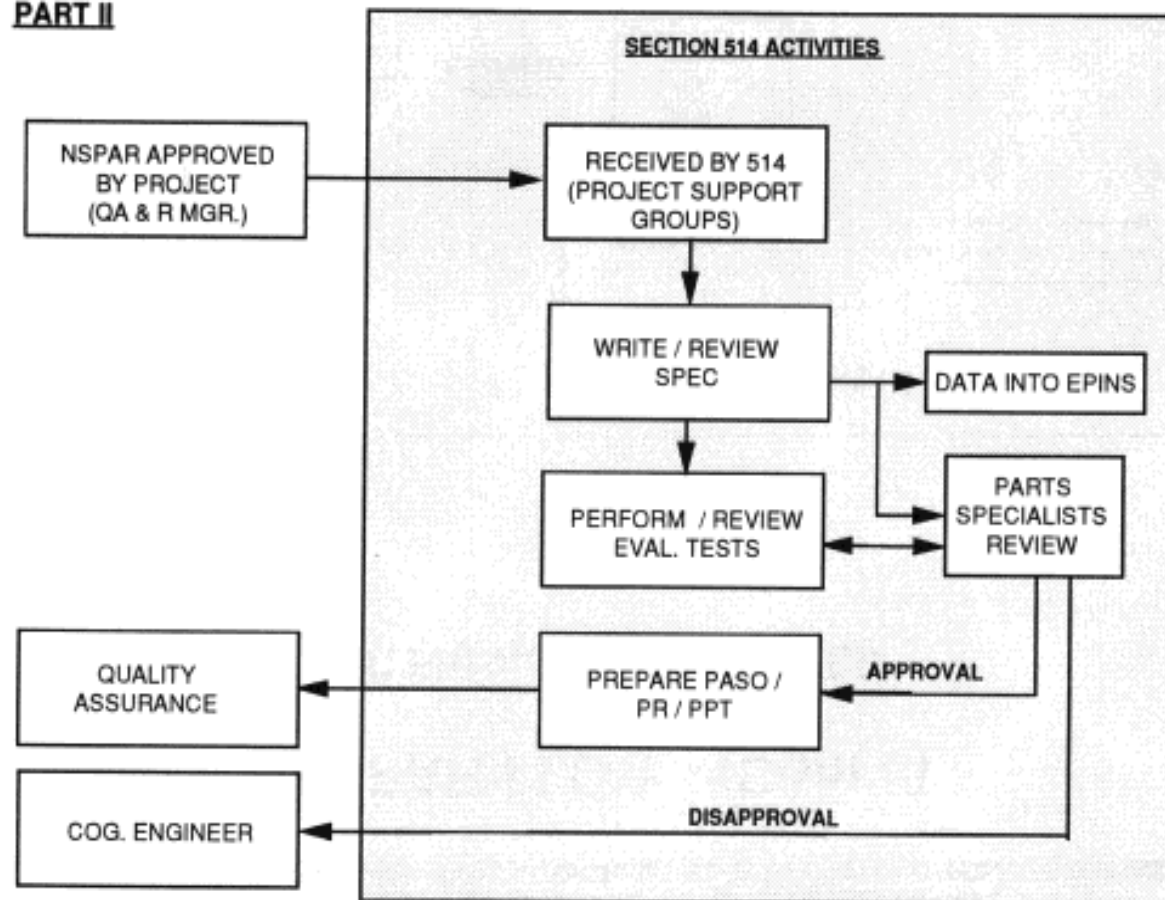 PART II
SECTION 514 ACTIVITIES
NSPAR APPROVED
BY PROJECT
(QA & R MGR.)
RECEIVED BY 514
(PROJECT SUPPORT
GROUPS)
WRITE / REVIEW
SPEC
DATA INTO EPINS
PERFORM / REVIEW
EVAL. TESTS
PARTS
SPECIALISTS
REVIEW
QUALITY
ASSURANCE
PREPARE PASO /
PR / PPT
APPROVAL
COG. ENGINEER
DISAPPROVAL